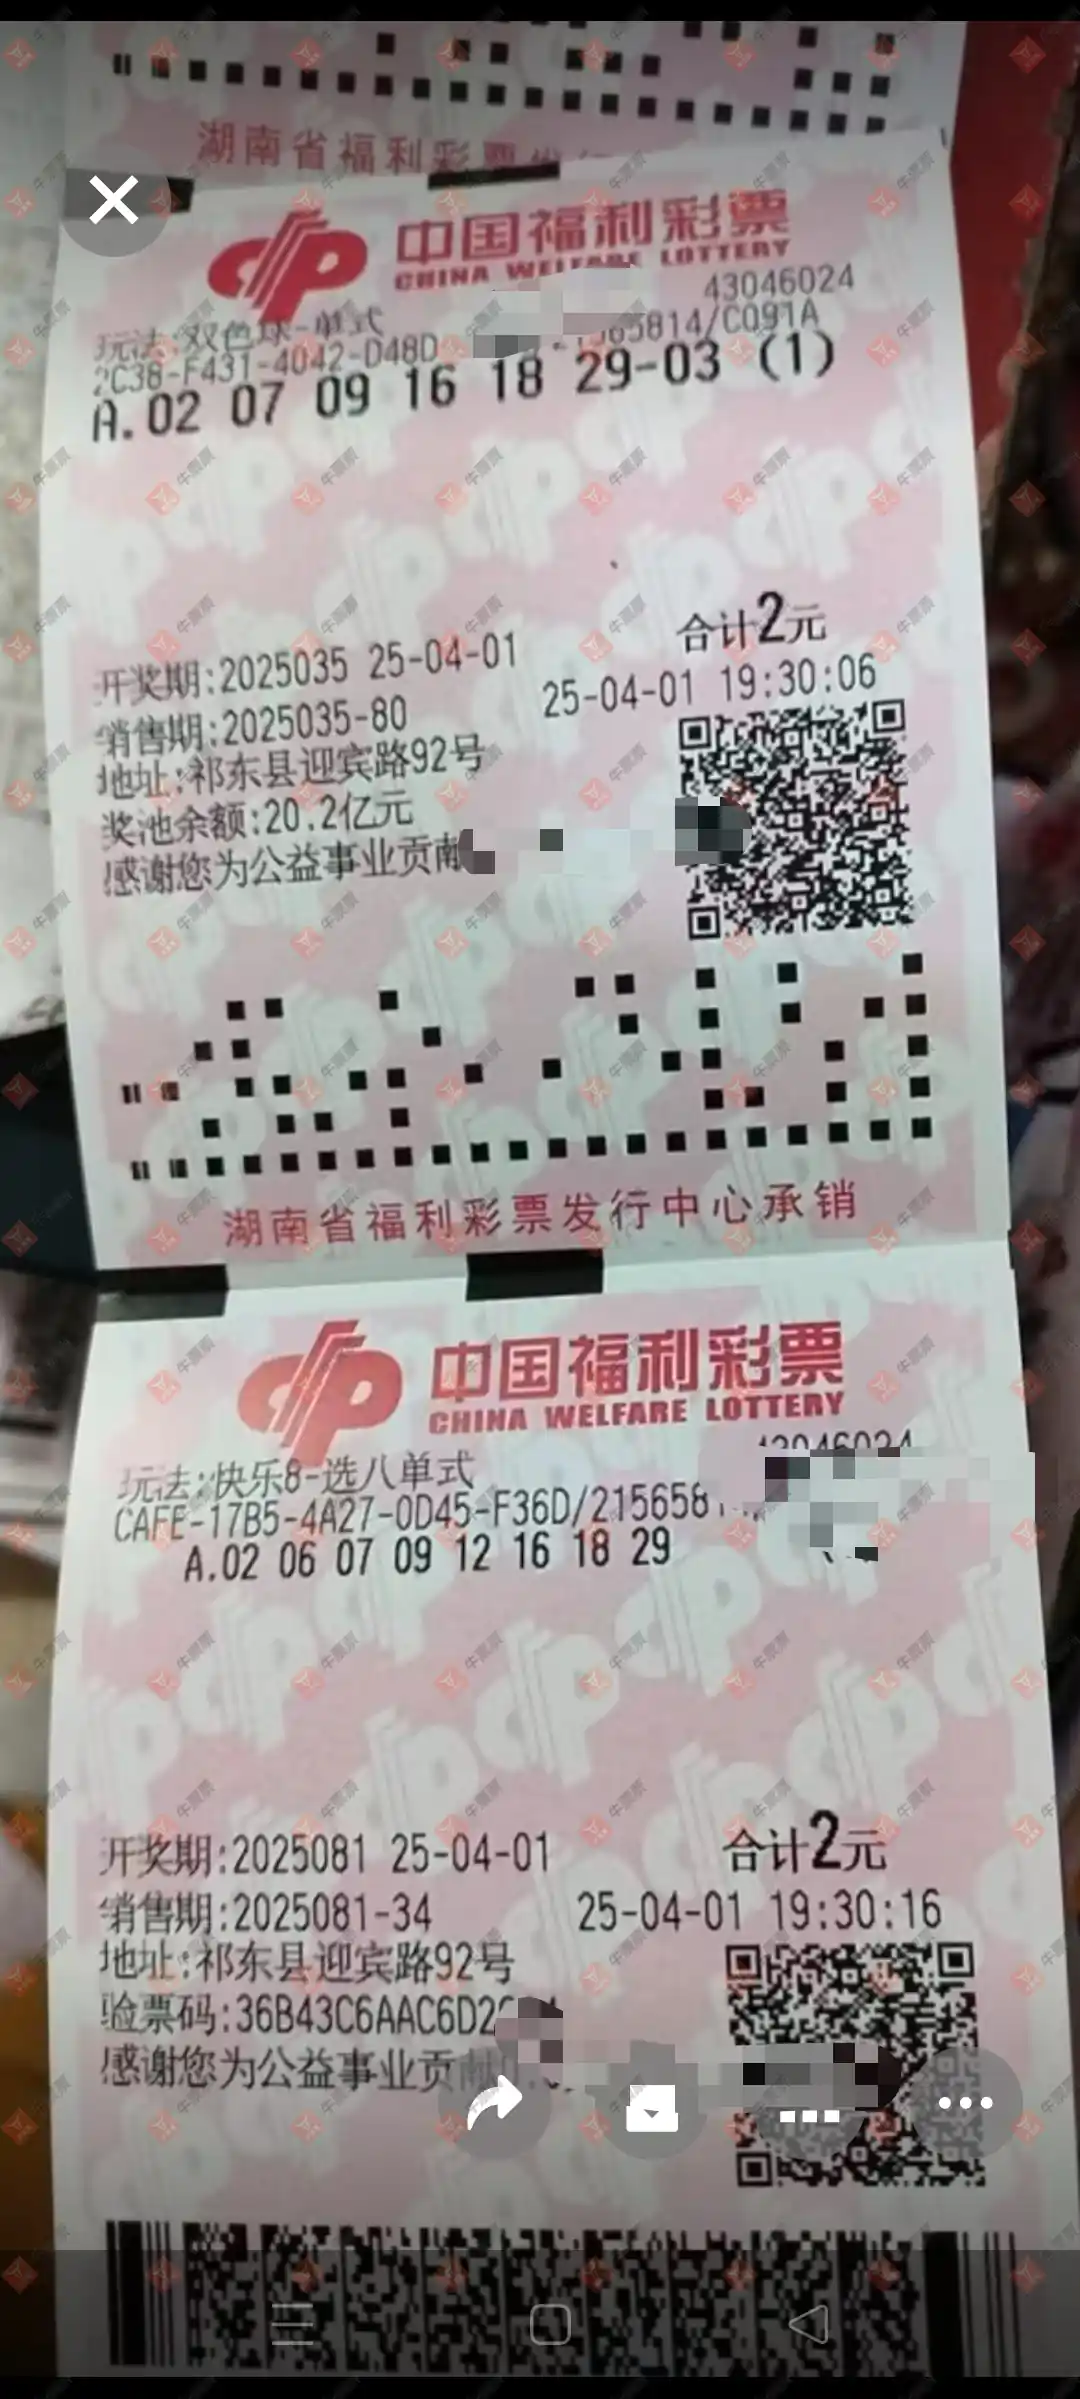 湖南省福利彩票发行
中国福利彩票
CHINA WELFARE LOTTERY
43046024
玩法:双色球-单式
2C38-F431-4042-D48D
65814/C091A
A.02 07 09 16 18 29-03 (1)
合计2元
开奖期:2025035 25-04-01
25-04-01 19:30:06
销售期:2025035-80
地址:祁东县迎宾路92号
奖池余额:20.2亿元
感谢您为公益事业贡献
湖南省福利彩票发行中心承销
中国福利彩票
CHINA WELFARE LOTTERY
43046024
玩法:快乐8-选八单式
CAFE-17B5-4A27-0D45-F36D/2156581
A.02 06 07 09 12 16 18 29
合计2元
开奖期:2025081 25-04-01
销售期:2025081-34
25-04-01 19:30:16
地址:祁东县迎宾路92号
验票码:36B43C6AAC6D2
感谢您为公益事业贡献
牛票票